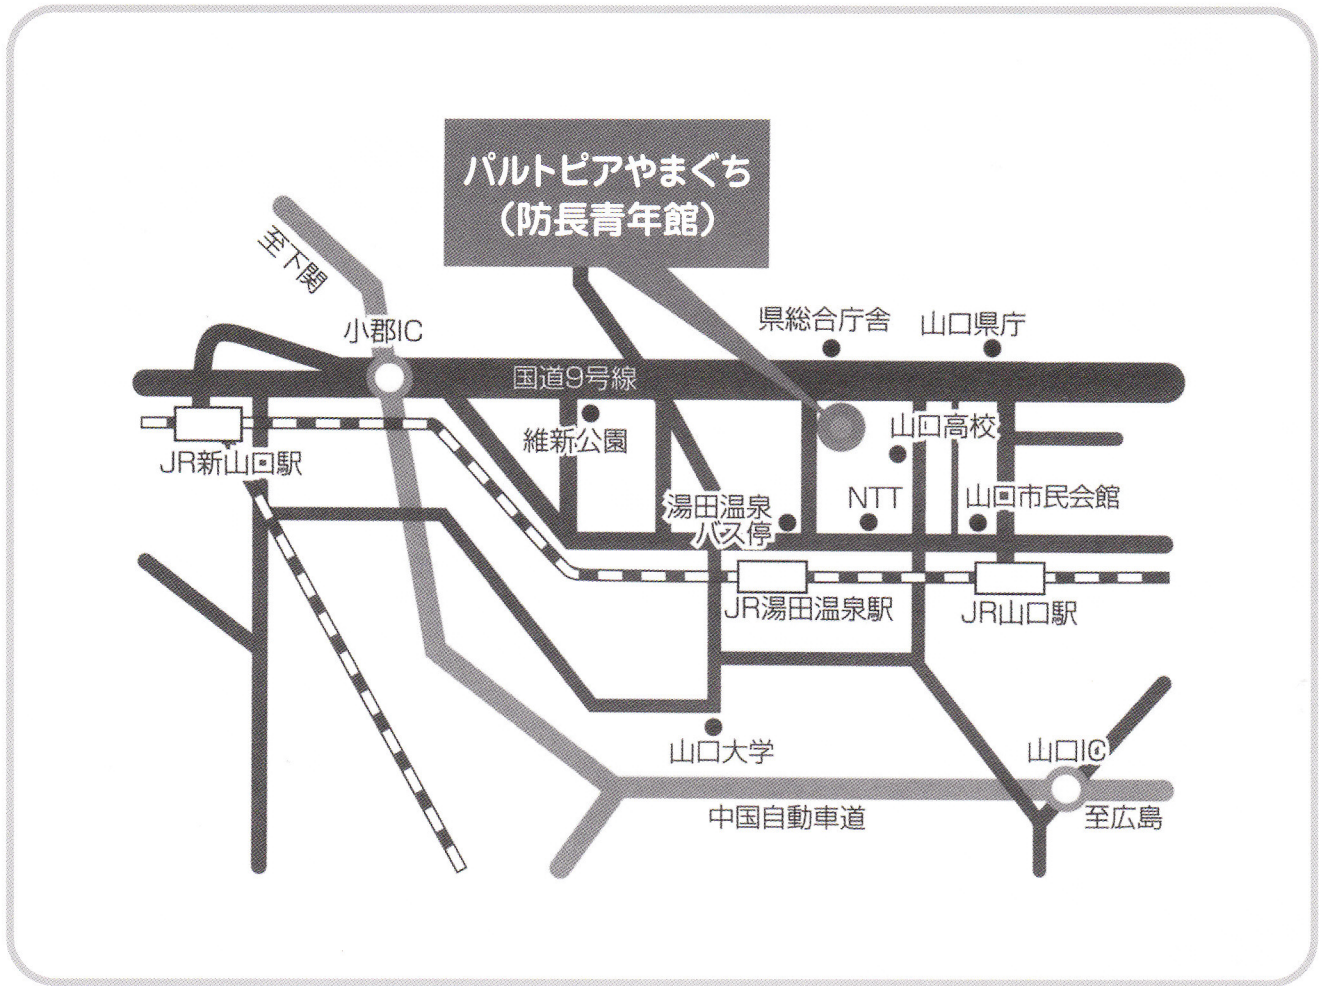 パルトピアやまぐち
（防長青年館）
至下関
小郡IC
県総合庁舎
山口県庁
国道9号線
維新公園
山口高校
JR新山口駅
湯田温泉
バス停
NTT
山口市民会館
JR湯田温泉駅
JR山口駅
山口大学
山口IC
中国自動車道
至広島